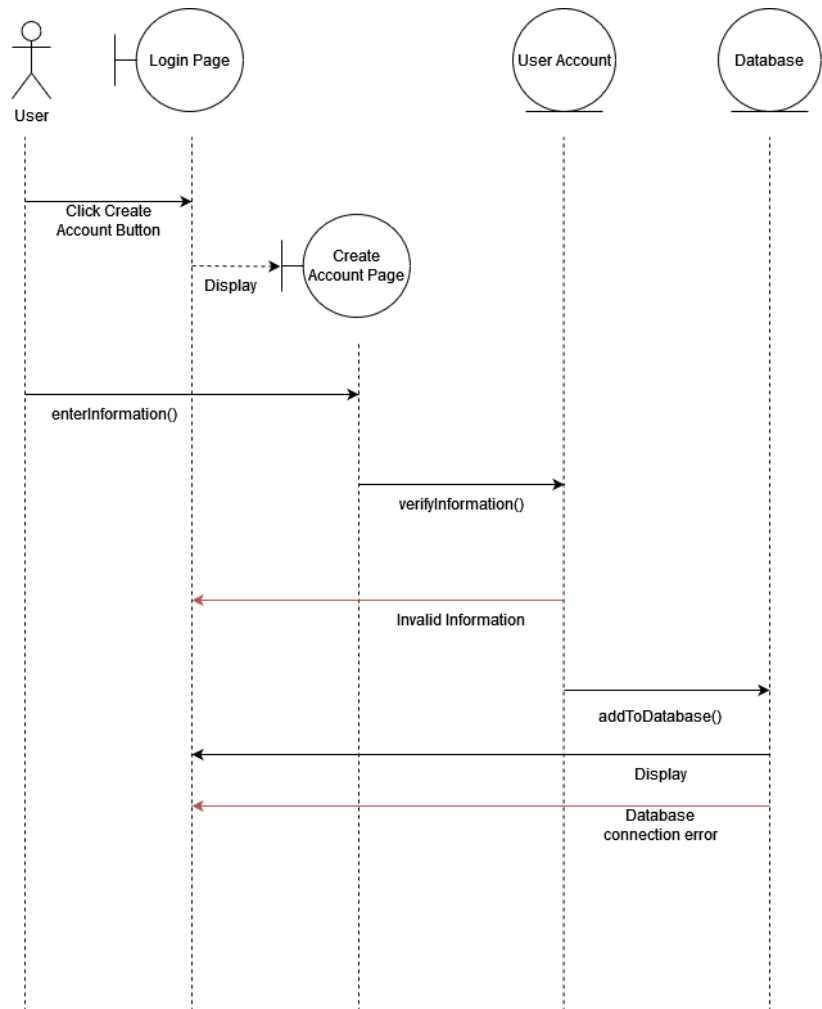 Login Page
User Account
Database
User
Click Create
Account Button
Create
Account Page
Display
enterInformation()
verifyInformation()
Invalid Information
addToDatabase()
Display
Database
connection error